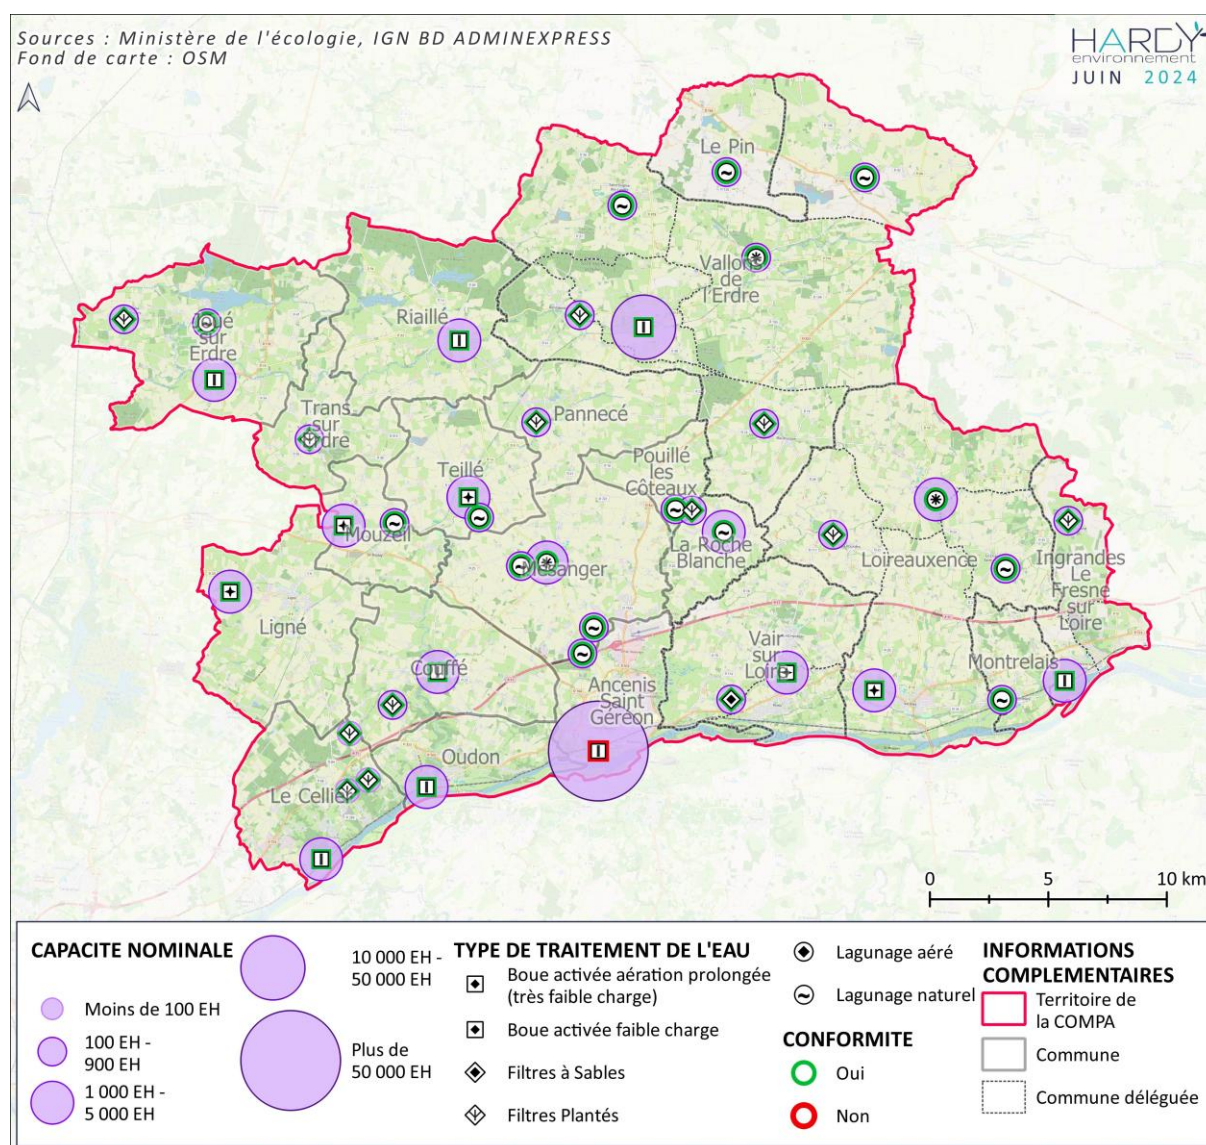 Sources : Ministère de l'écologie, IGN BD ADMINEXPRESS
Fond de carte : OSM
HARDY
environnement
JUIN 2024
Le Pin
Vallons
de
l'Erdre
Joué
sur
Erdre
Riaillé
Trans
sur
Erdre
Pannecé
Teillé
Pouillé
les
Côteaux
Mouzeil
La Roche
Blanche
Mésanger
Loireauxence
Ingrandes
Le
Fresne
sur
Loire
Ligné
Couffé
Vair
sur
Loire
Montrelais
Ancenis
Saint
Géréon
Oudon
Le Cellier
0 5 10 km
CAPACITE NOMINALE
Moins de 100 EH
100 EH -
900 EH
1 000 EH -
5 000 EH
10 000 EH -
50 000 EH
Plus de
50 000 EH
TYPE DE TRAITEMENT DE L'EAU
Boue activée aération prolongée
(très faible charge)
Boue activée faible charge
Filtres à Sables
Filtres Plantés
Lagunage aéré
Lagunage naturel
CONFORMITE
Oui
Non
INFORMATIONS
COMPLEMENTAIRES
Territoire de
la COMPA
Commune
Commune déléguée